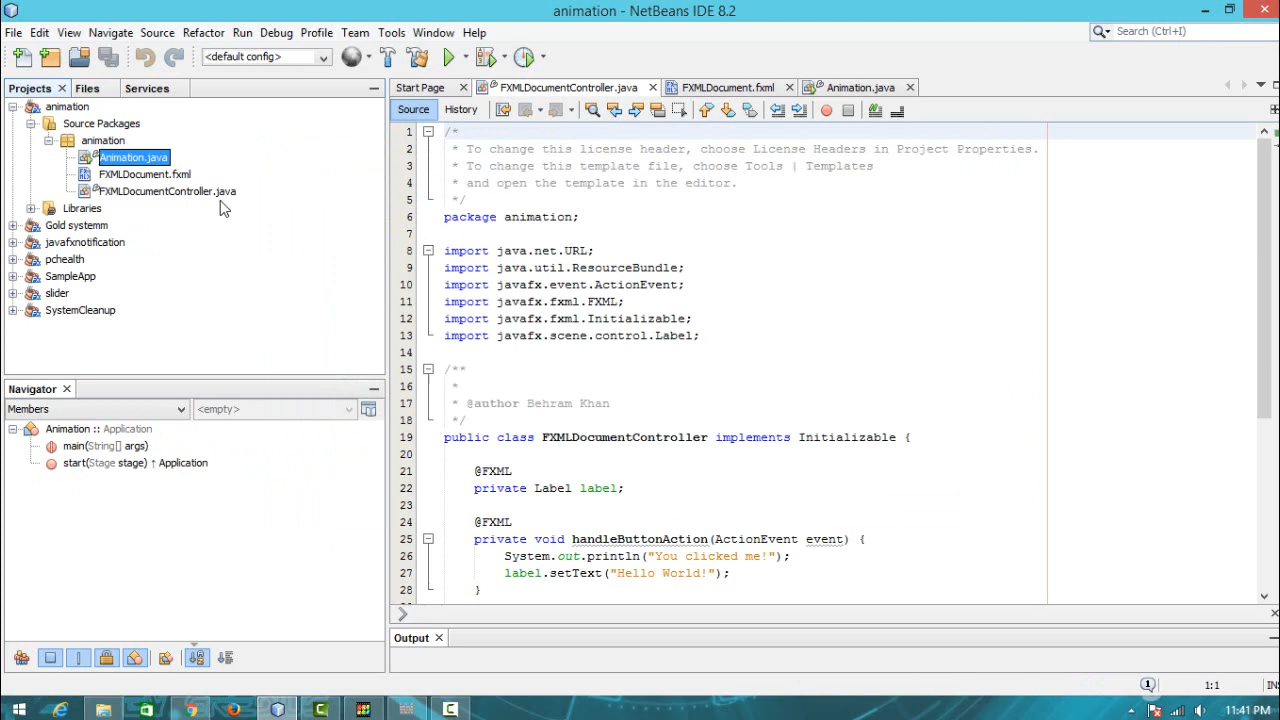 animation - NetBeans IDE 8.2
File Edit View Navigate Source Refactor Run Debug Profile Team Tools Window Help
Search (Ctrl+I)
<default config>
Projects Files Services
animation
Source Packages
animation
Animation.java
FXMLDocument.fxml
FXMLDocumentController.java
Libraries
Gold systemm
javafxnotification
pchealth
SampleApp
slider
SystemCleanup
Navigator
Members <empty>
Animation :: Application
main(String[] args)
start(Stage stage) ↑ Application
Start Page FXMLDocumentController.java FXMLDocument.fxml Animation.java
Source History
1 /*
2 * To change this license header, choose License Headers in Project Properties.
3 * To change this template file, choose Tools | Templates
4 * and open the template in the editor.
5 */
6 package animation;
7
8 import java.net.URL;
9 import java.util.ResourceBundle;
10 import javafx.event.ActionEvent;
11 import javafx.fxml.FXML;
12 import javafx.fxml.Initializable;
13 import javafx.scene.control.Label;
14
15 /**
16 *
17 * @author Behram Khan
18 */
19 public class FXMLDocumentController implements Initializable {
20
21 @FXML
22 private Label label;
23
24 @FXML
25 private void handleButtonAction(ActionEvent event) {
26 System.out.println("You clicked me!");
27 label.setText("Hello World!");
28 }
Output
1 1:1
11:41 PM